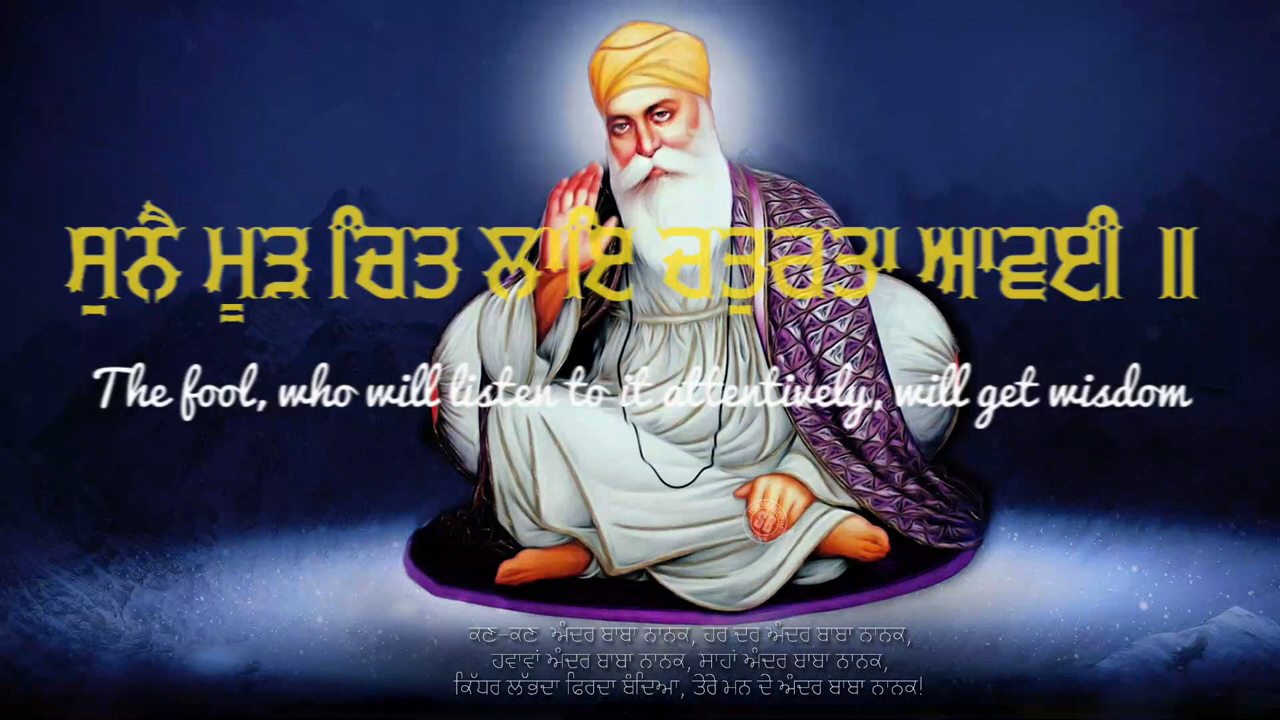 ਸੁਨੈ ਮੂੜ ਚਿਤ ਲਾਇ ਚਤੁਰਤਾ ਆਵਈ ॥
The fool, who will listen to it attentively, will get wisdom
ਕਣ-ਕਣ ਅੰਦਰ ਬਾਬਾ ਨਾਨਕ, ਹਰ ਦਰ ਅੰਦਰ ਬਾਬਾ ਨਾਨਕ,
ਹਵਾਵਾਂ ਅੰਦਰ ਬਾਬਾ ਨਾਨਕ, ਸਾਹਾਂ ਅੰਦਰ ਬਾਬਾ ਨਾਨਕ,
ਕਿੱਧਰ ਲੱਭਦਾ ਫਿਰਦਾ ਬੰਦਿਆ, ਤੇਰੇ ਮਨ ਦੇ ਅੰਦਰ ਬਾਬਾ ਨਾਨਕ!